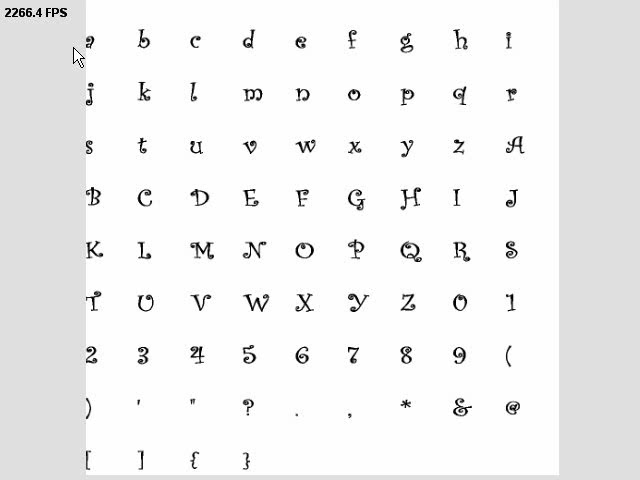 2266.4 FPS
a b c d e f g h i
j k l m n o p q r
s t u v w x y z A
B C D E F G H I J
K L M N O P Q R S
T U V W X Y Z 0 1
2 3 4 5 6 7 8 9 (
) ' " ? . , * & @
[ ] { }